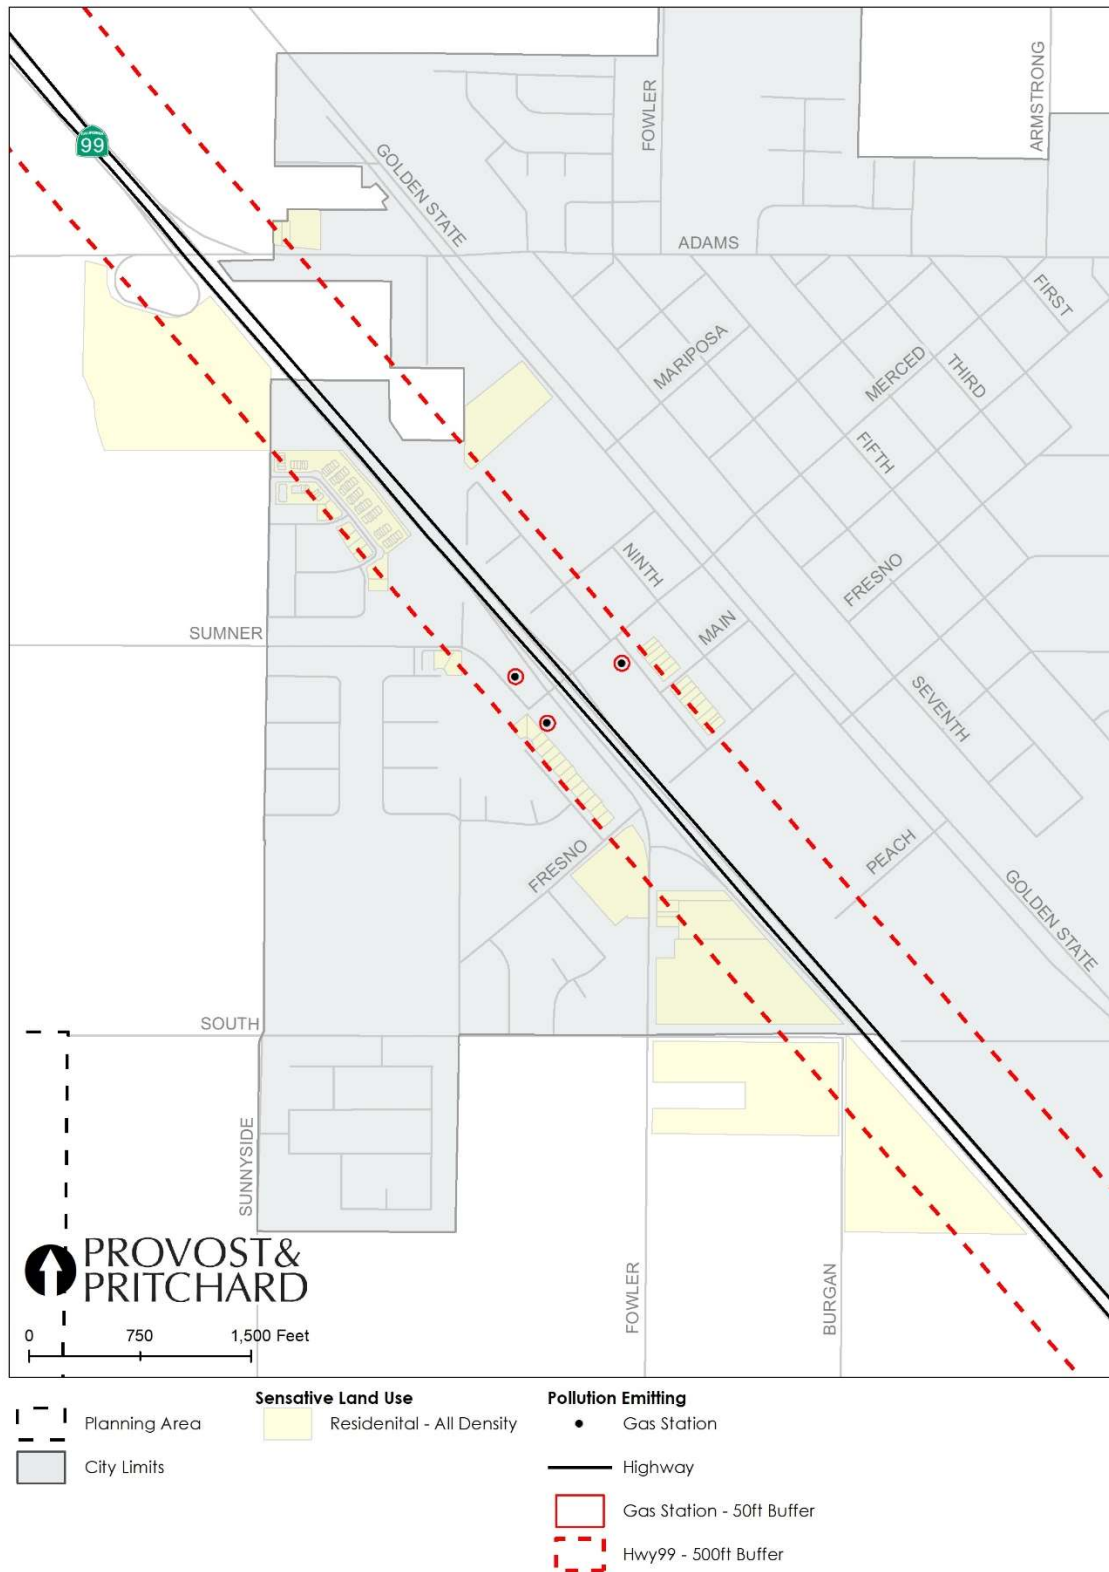 CALIFORNIA
99
FOWLER
ARMSTRONG
GOLDEN STATE
ADAMS
FIRST
MARIPOSA
MERCED
THIRD
FIFTH
NINTH
FRESNO
MAIN
SUMNER
SEVENTH
FRESNO
PEACH
GOLDEN STATE
SOUTH
SUNNYSIDE
FOWLER
BURGAN
PROVOST&
PRITCHARD
0 750 1,500 Feet
Sensative Land Use Pollution Emitting
Planning Area Residenital - All Density Gas Station
City Limits Highway
Gas Station - 50ft Buffer
Hwy99 - 500ft Buffer